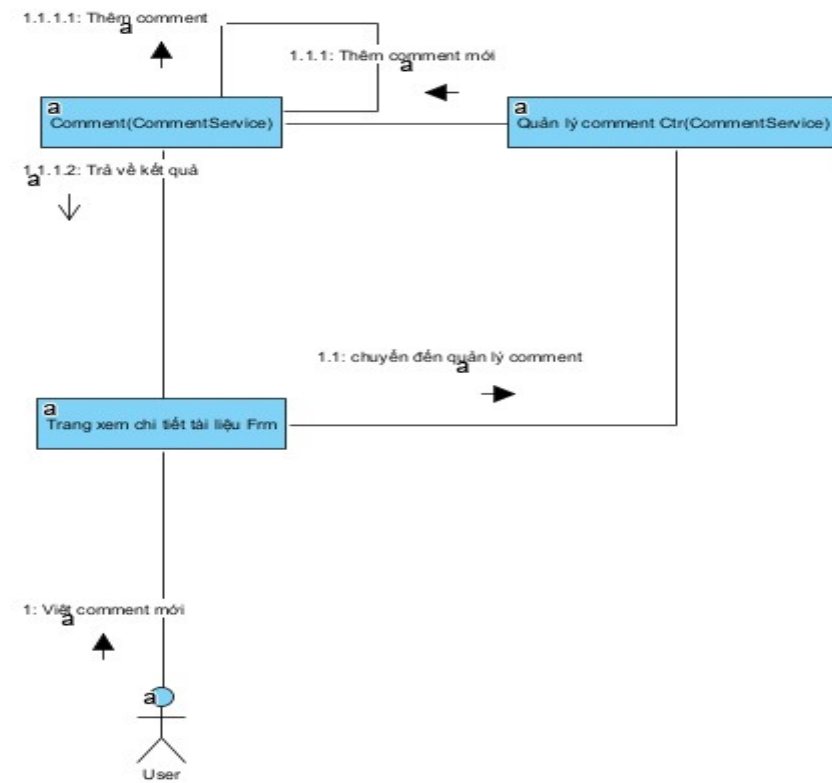 1.1.1.1: Thêm comment
a
1.1.1: Thêm comment mới
a
a
Comment(CommentService)
a
Quản lý comment Ctr(CommentService)
1.1.1.2: Trả về kết quả
a
1.1: chuyển đến quản lý comment
a
a
Trang xem chi tiết tài liệu Frm
1: Viết comment mới
a
a
User